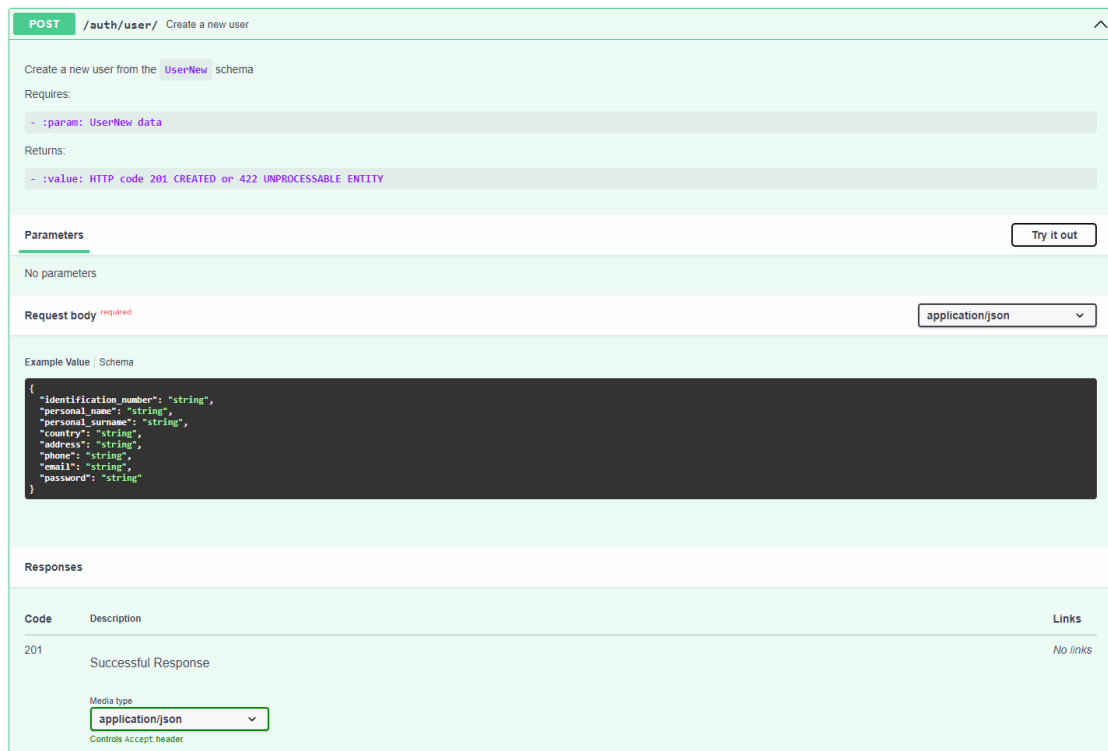 POST /auth/user/ Create a new user
Create a new user from the UserNew schema
Requires:
- :param: UserNew data
Returns:
- :value: HTTP code 201 CREATED or 422 UNPROCESSABLE ENTITY
Parameters Try it out
No parameters
Request body required application/json
Example Value | Schema
{
  "identification_number": "string",
  "personal_name": "string",
  "personal_surname": "string",
  "country": "string",
  "address": "string",
  "phone": "string",
  "email": "string",
  "password": "string"
}
Responses
Code Description Links
201 No links
Successful Response
Media type
application/json
Controls Accept header.